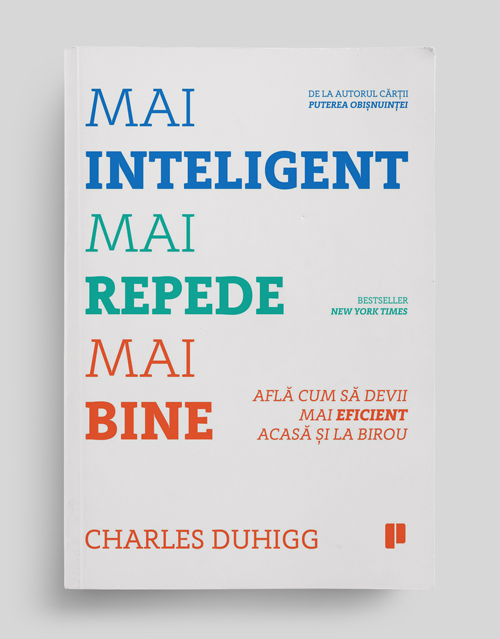 MAI
INTELIGENT
MAI
REPEDE
MAI
BINE
DE LA AUTORUL CĂRȚII
PUTEREA OBIȘNUINȚEI
BESTSELLER
NEW YORK TIMES
AFLĂ CUM SĂ DEVII
MAI EFICIENT
ACASĂ ȘI LA BIROU
CHARLES DUHIGG